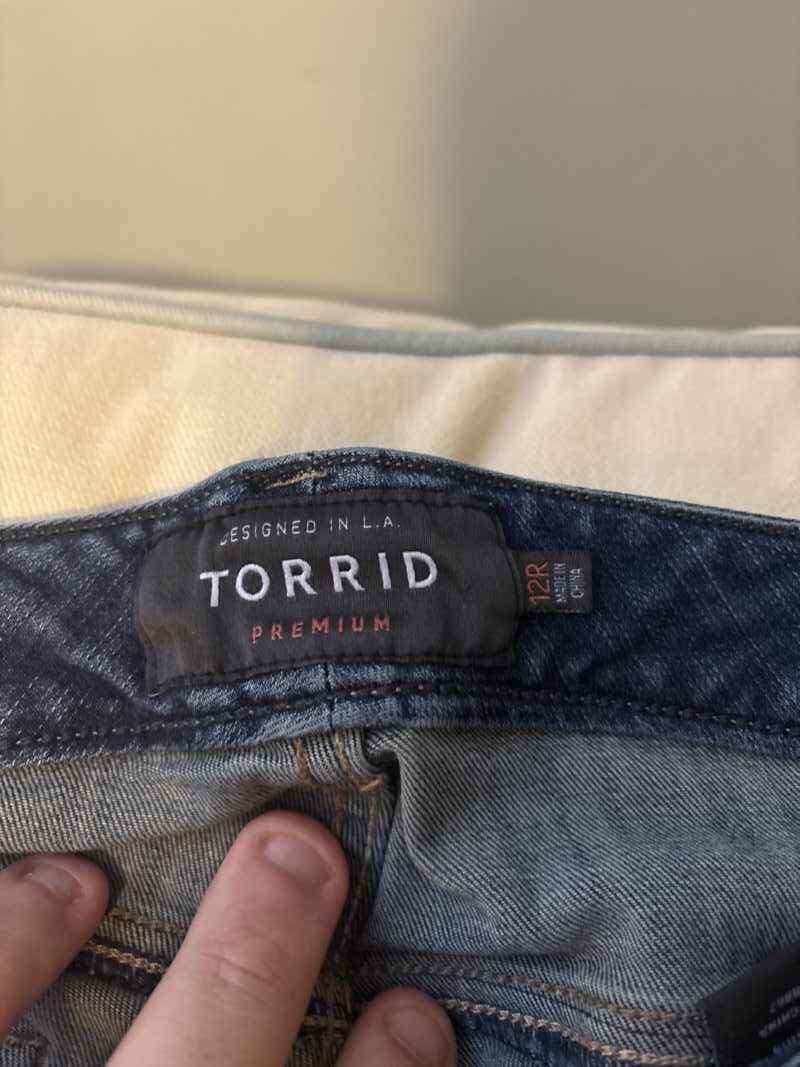 DESIGNED IN L.A.
TORRID
PREMIUM
12R
MADE IN
CHINA